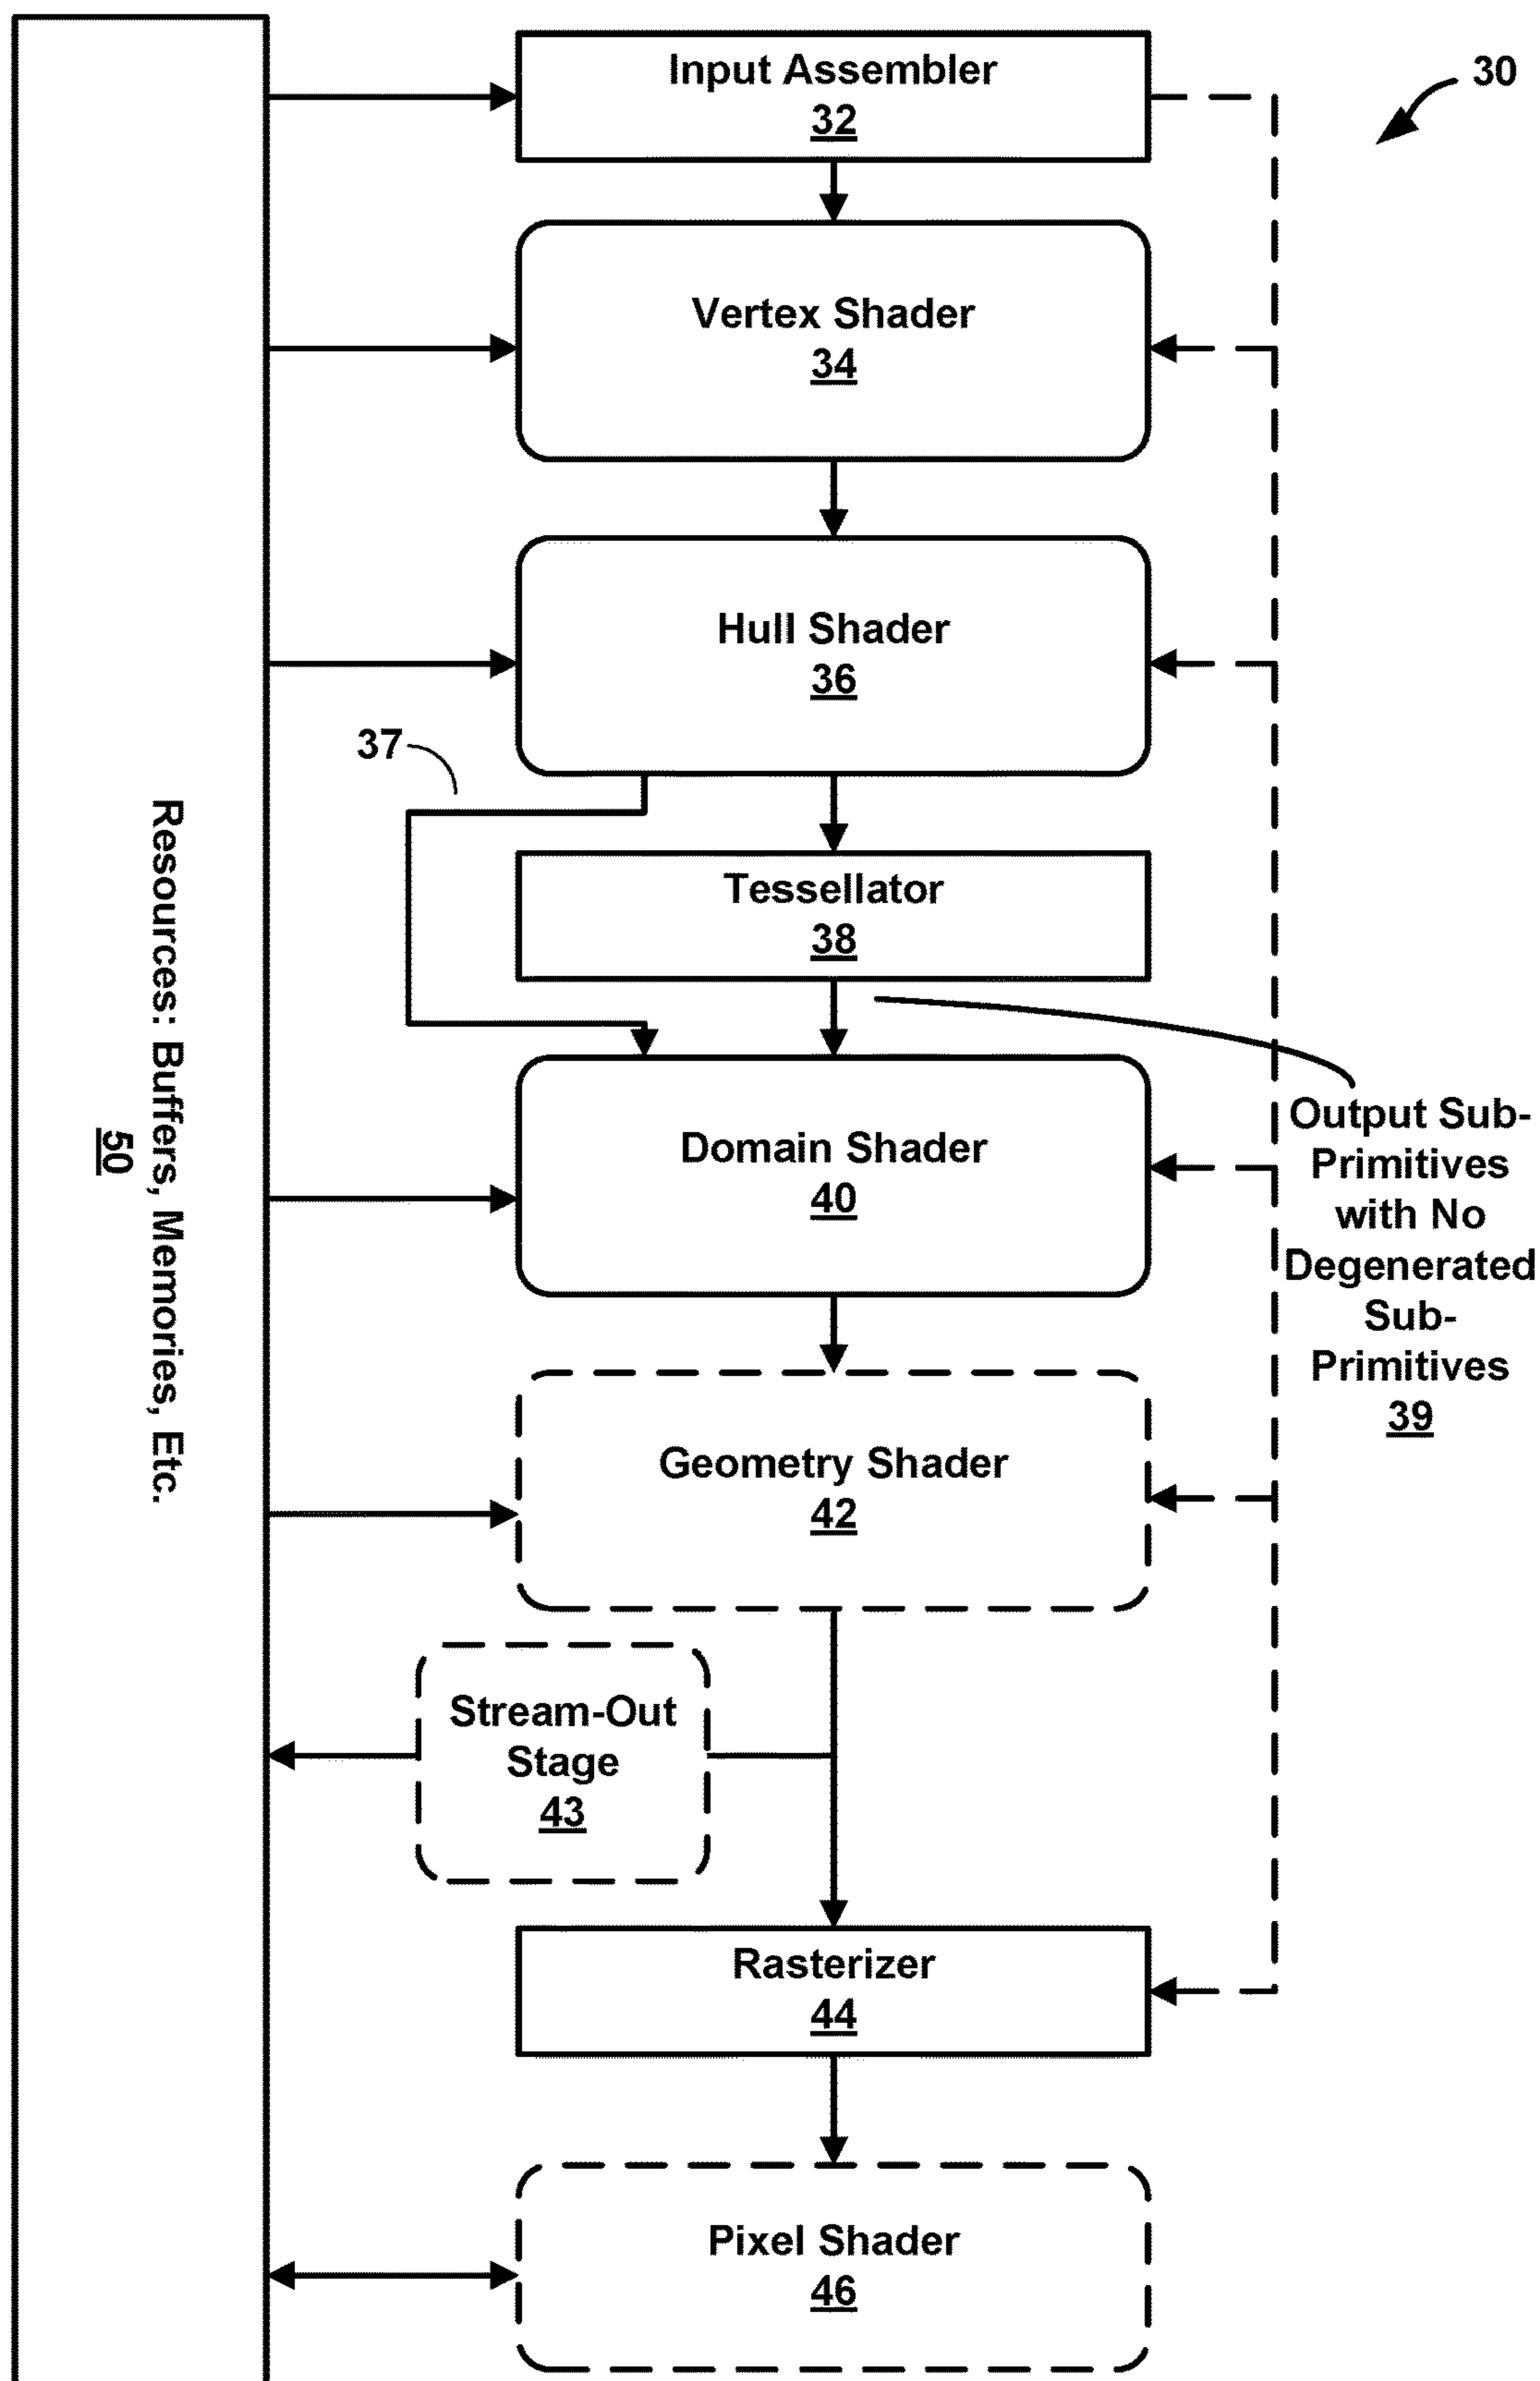 Input Assembler
32
30
Vertex Shader
34
Hull Shader
36
37
Tessellator
38
Domain Shader
40
Output Sub-
Primitives
with No
Degenerated
Sub-
Primitives
39
Geometry Shader
42
Stream-Out
Stage
43
Rasterizer
44
Pixel Shader
46
Resources: Buffers, Memories, Etc.
50